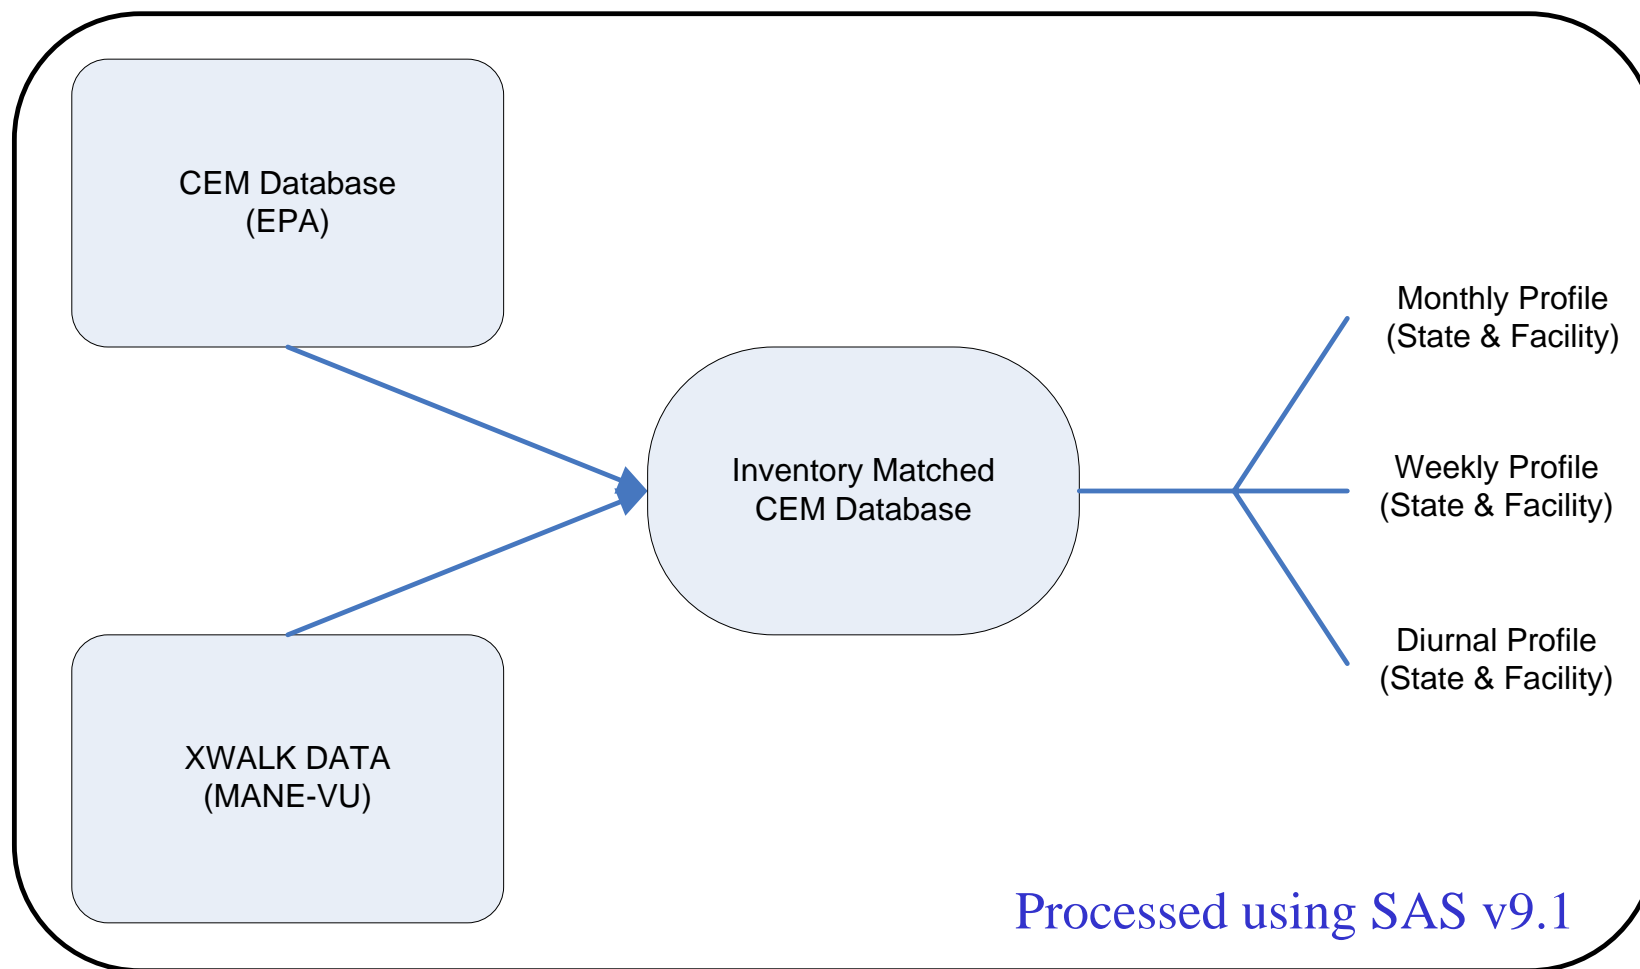 CEM Database
(EPA)
XWALK DATA
(MANE-VU)
Inventory Matched
CEM Database
Monthly Profile
(State & Facility)
Weekly Profile
(State & Facility)
Diurnal Profile
(State & Facility)
Processed using SAS v9.1